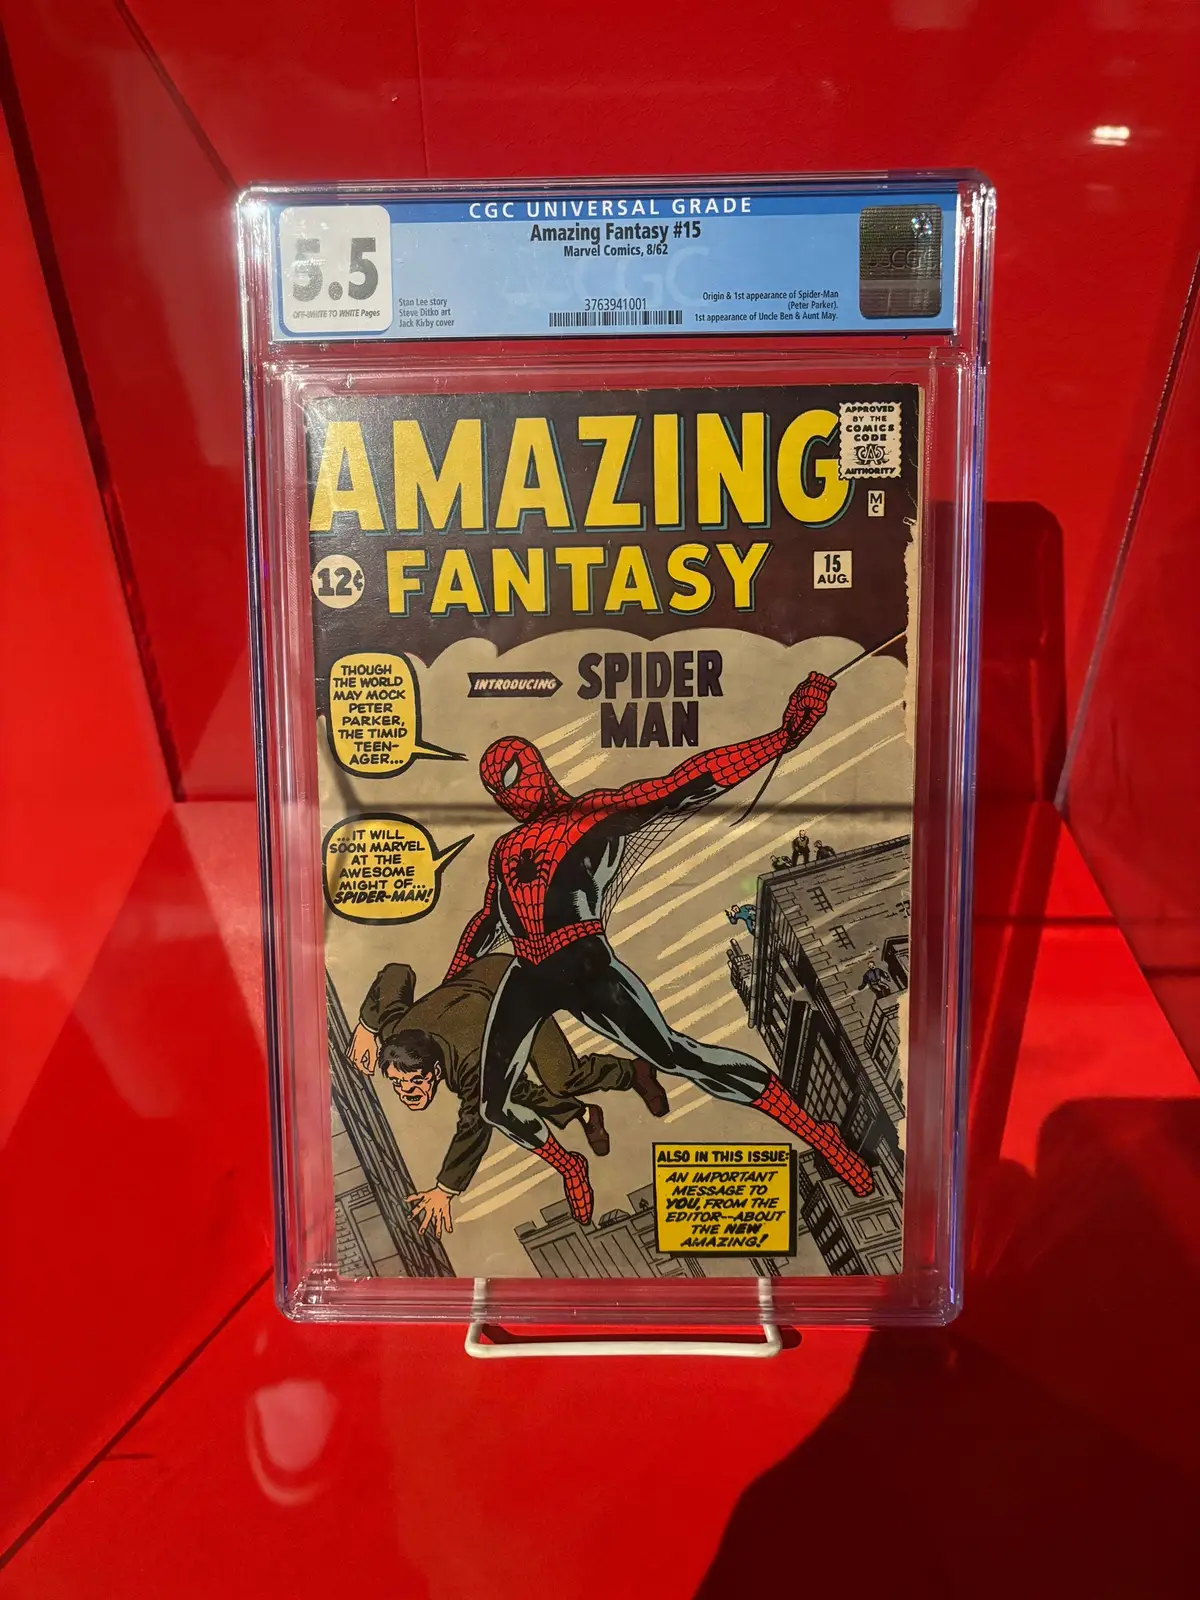 CGC UNIVERSAL GRADE
Amazing Fantasy #15
Marvel Comics, 8/62
5.5
OFF-WHITE TO WHITE Pages
Stan Lee story
Steve Ditko art
Jack Kirby cover
3763941001
Origin & 1st appearance of Spider-Man
(Peter Parker).
1st appearance of Uncle Ben & Aunt May.
CGC
CGC
AMAZING
FANTASY
APPROVED
BY THE
COMICS
CODE
CAA
AUTHORITY
M
C
12¢
15
AUG.
INTRODUCING
SPIDER
MAN
THOUGH
THE WORLD
MAY MOCK
PETER
PARKER,
THE TIMID
TEEN-
AGER...
...IT WILL
SOON MARVEL
AT THE
AWESOME
MIGHT OF...
SPIDER-MAN!
ALSO IN THIS ISSUE:
AN IMPORTANT
MESSAGE TO
YOU, FROM THE
EDITOR--ABOUT
THE NEW
AMAZING!